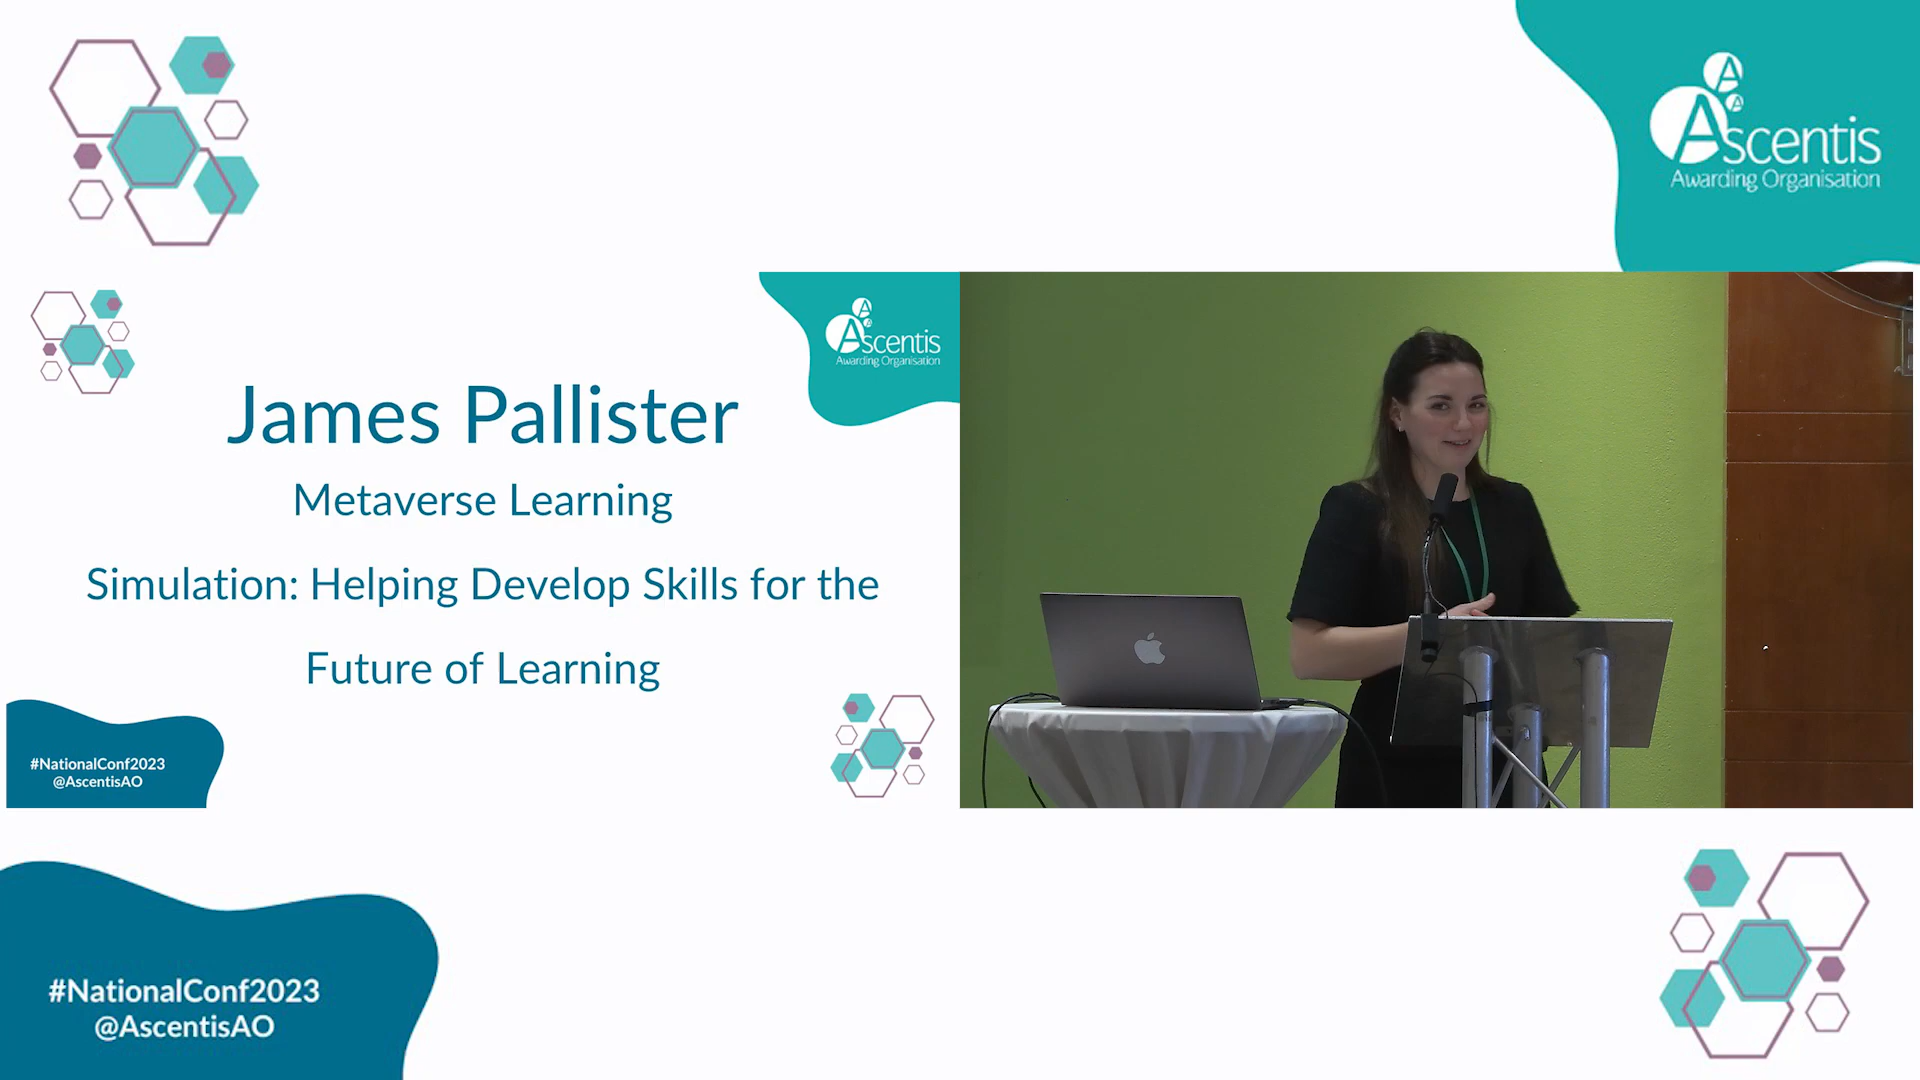 Ascentis
Awarding Organisation
Ascentis
Awarding Organisation
James Pallister
Metaverse Learning
Simulation: Helping Develop Skills for the
Future of Learning
#NationalConf2023
@AscentisAO
#NationalConf2023
@AscentisAO